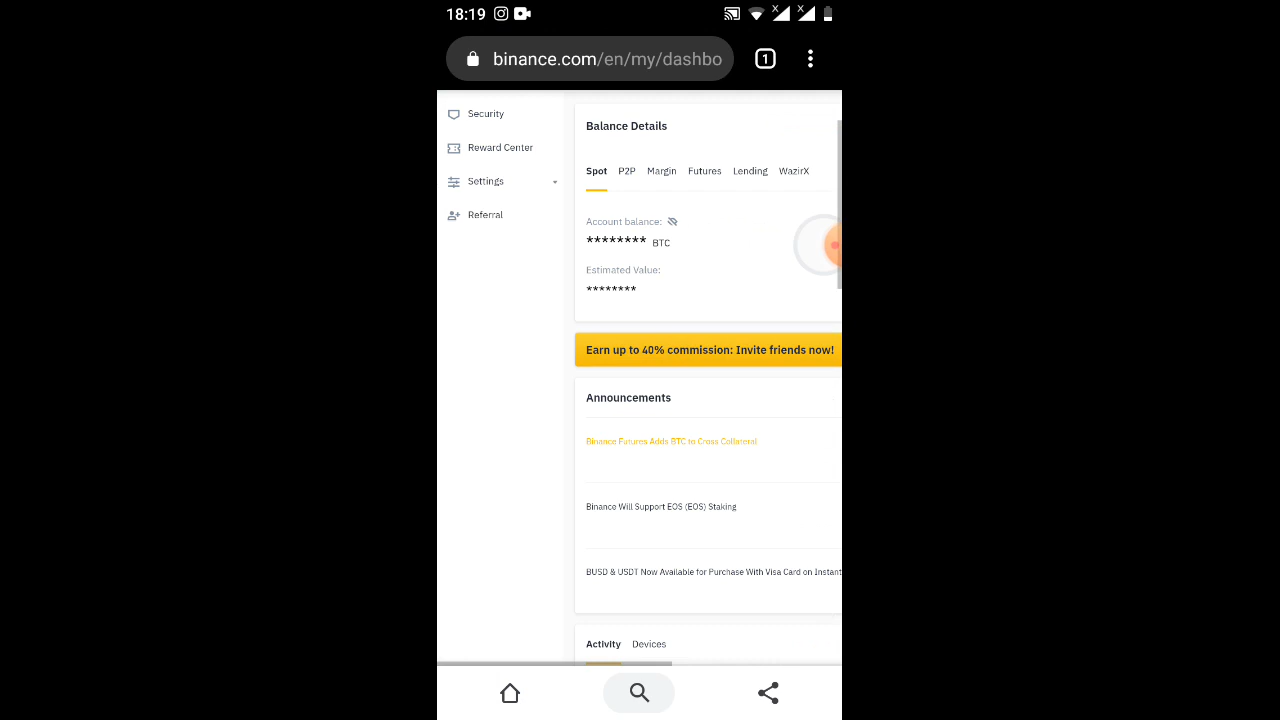 18:19
binance.com/en/my/dashbo
1
Security
Reward Center
Settings
Referral
Balance Details
Spot P2P Margin Futures Lending WazirX
Account balance:
******** BTC
Estimated Value:
********
Earn up to 40% commission: Invite friends now!
Announcements
Binance Futures Adds BTC to Cross Collateral
Binance Will Support EOS (EOS) Staking
BUSD & USDT Now Available for Purchase With Visa Card on Instant
Activity Devices